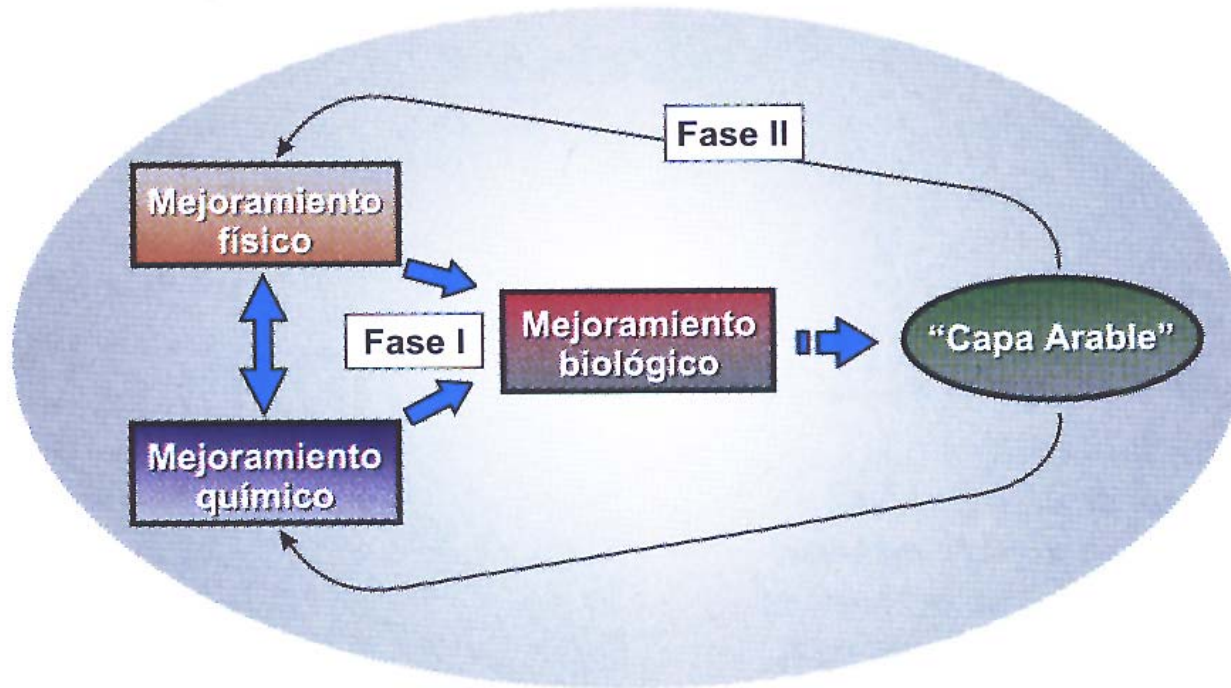 Fase II
Mejoramiento
físico
Fase I
Mejoramiento
biológico
“Capa Arable”
Mejoramiento
químico